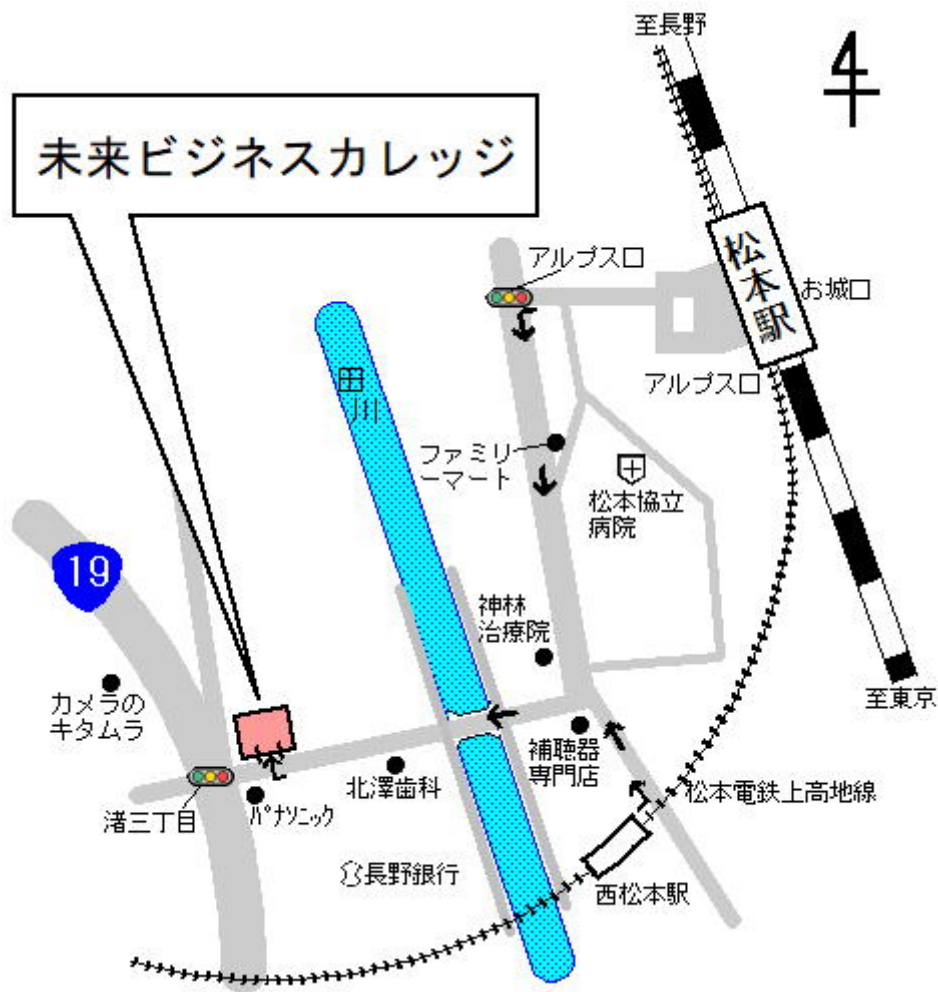 至長野
未来ビジネスカレッジ
アルプス口
松本駅
お城口
アルプス口
田川
ファミリ
ーマート
松本協立
病院
19
神林
治療院
カメラの
キタムラ
至東京
補聴器
専門店
北澤歯科
松本電鉄上高地線
渚三丁目
パナソニック
長野銀行
西松本駅